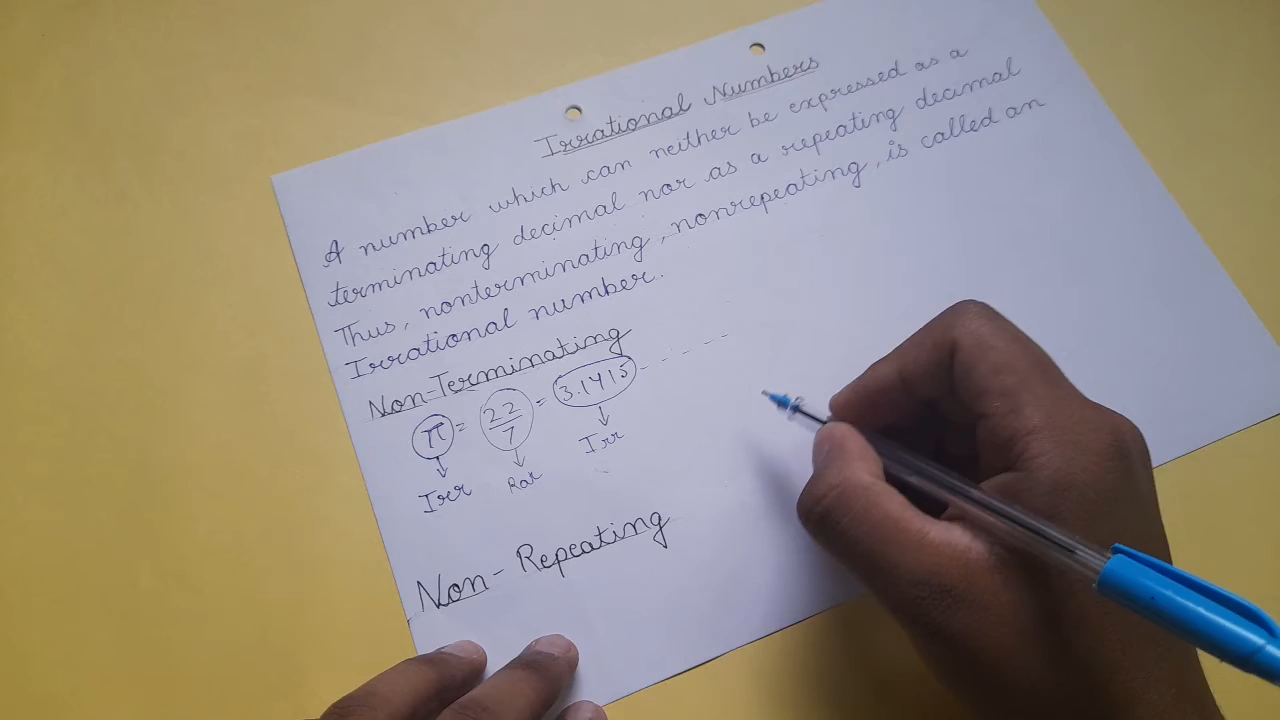 Irrational Numbers
A number which can neither be expressed as a
terminating decimal nor as a repeating decimal
Thus, nonterminating, nonrepeating, is called an
Irrational number.
Non-Terminating
π = 22/7 = 3.1415------
Irr Rat Irr
Non-Repeating